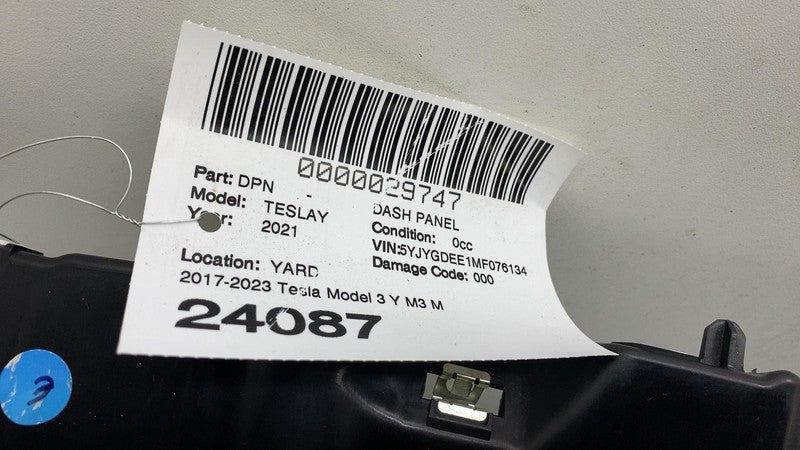 0000029747
Part: DPN - DASH PANEL
Model: TESLAY Condition: 0cc
Year: 2021 VIN:5YJYGDEE1MF076134
Location: YARD Damage Code: 000
2017-2023 Tesla Model 3 Y M3 M
24087
3